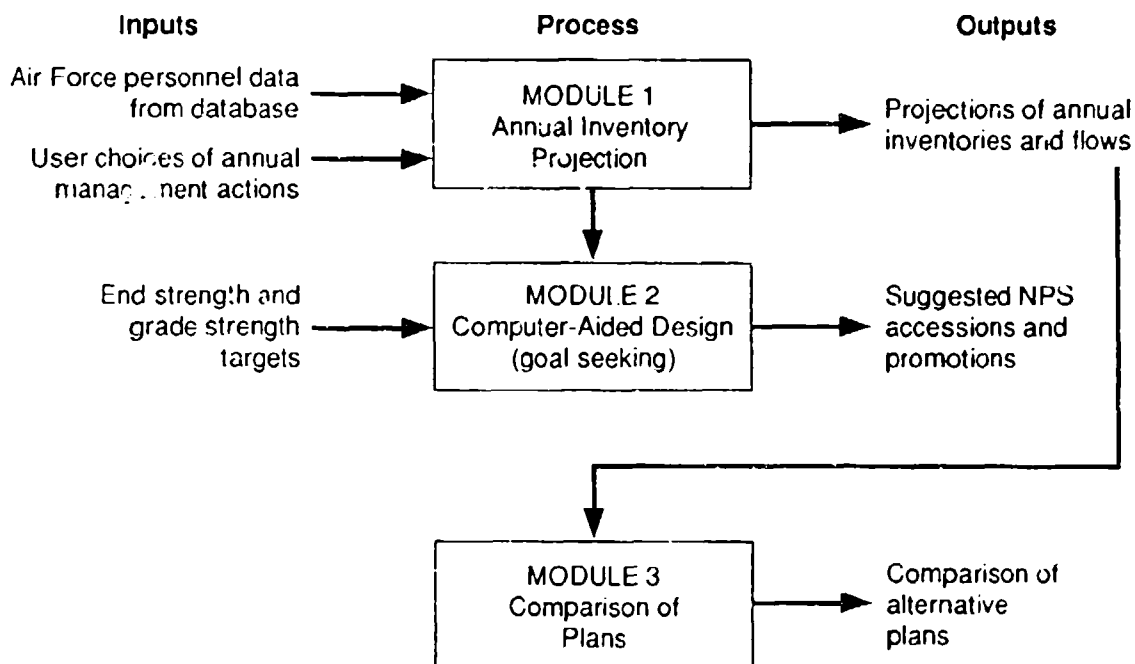 Inputs
Process
Outputs
Air Force personnel data
from database
User choices of annual
management actions
MODULE 1
Annual Inventory
Projection
Projections of annual
inventories and flows
End strength and
grade strength
targets
MODULE 2
Computer-Aided Design
(goal seeking)
Suggested NPS
accessions and
promotions
MODULE 3
Comparison of
Plans
Comparison of
alternative
plans